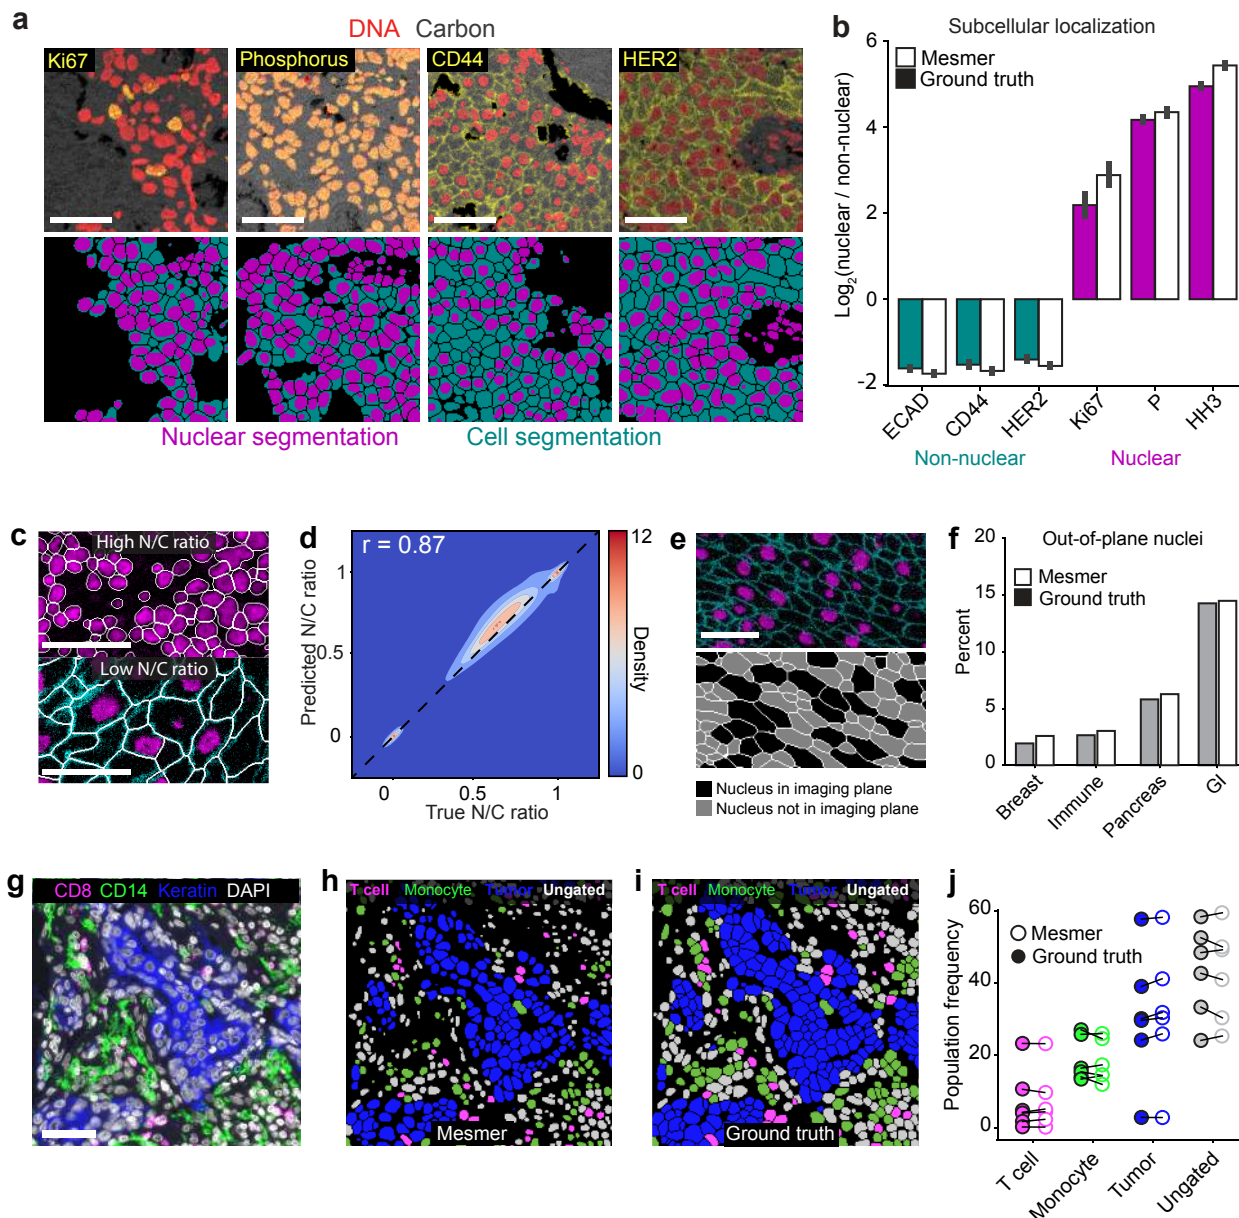 a
DNA Carbon
Ki67
Phosphorus
CD44
HER2
Nuclear segmentation
Cell segmentation
b
Subcellular localization
Mesmer
Ground truth
Log2(nuclear / non-nuclear)
6
4
2
0
-2
ECAD
CD44
HER2
Ki67
P
HH3
Non-nuclear
Nuclear
c
High N/C ratio
Low N/C ratio
d
r = 0.87
Predicted N/C ratio
1
0.5
0
0
0.5
1
True N/C ratio
12
Density
0
e
Nucleus in imaging plane
Nucleus not in imaging plane
f
Out-of-plane nuclei
Mesmer
Ground truth
Percent
20
15
10
5
0
Breast
Immune
Pancreas
GI
g
CD8 CD14 Keratin DAPI
h
T cell Monocyte Tumor Ungated
Mesmer
i
T cell Monocyte Tumor Ungated
Ground truth
j
Mesmer
Ground truth
Population frequency
60
40
20
0
T cell
Monocyte
Tumor
Ungated